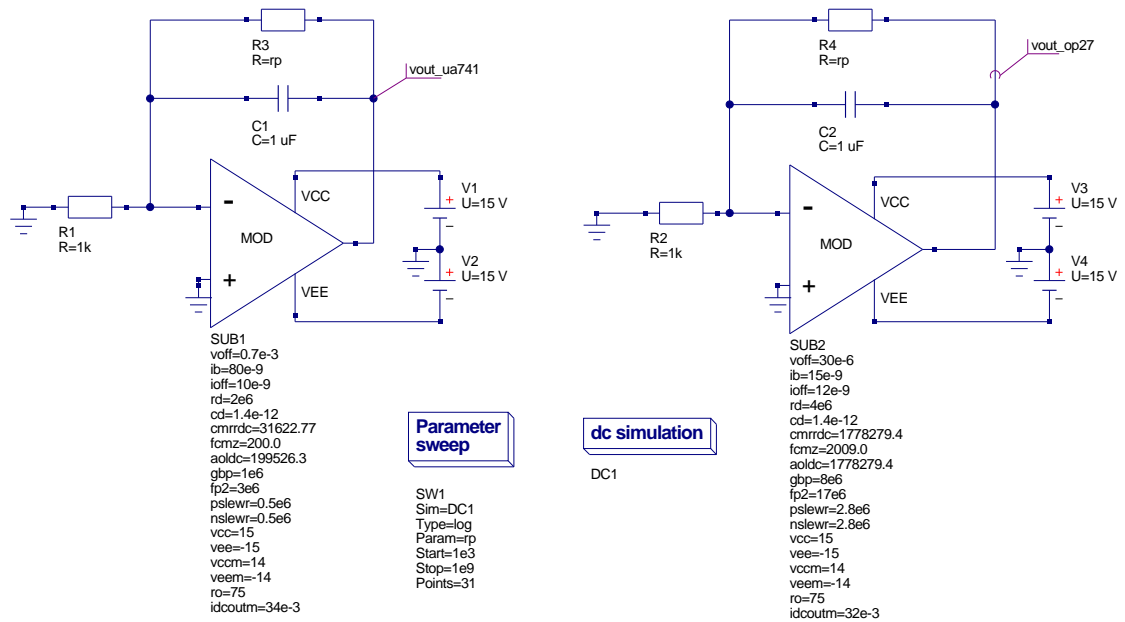 R3
R=rp
vout_ua741
C1
C=1 uF
R1
R=1k
-
+
MOD
VCC
VEE
+
V1
U=15 V
-
+
V2
U=15 V
-
SUB1
voff=0.7e-3
ib=80e-9
ioff=10e-9
rd=2e6
cd=1.4e-12
cmrrdc=31622.77
fcmz=200.0
aoldc=199526.3
gbp=1e6
fp2=3e6
pslewr=0.5e6
nslewr=0.5e6
vcc=15
vee=-15
vccm=14
veem=-14
ro=75
idcoutm=34e-3
Parameter
sweep
SW1
Sim=DC1
Type=log
Param=rp
Start=1e3
Stop=1e9
Points=31
dc simulation
DC1
R4
R=rp
vout_op27
C2
C=1 uF
R2
R=1k
-
+
MOD
VCC
VEE
+
V3
U=15 V
-
+
V4
U=15 V
-
SUB2
voff=30e-6
ib=15e-9
ioff=12e-9
rd=4e6
cd=1.4e-12
cmrrdc=1778279.4
fcmz=2009.0
aoldc=1778279.4
gbp=8e6
fp2=17e6
pslewr=2.8e6
nslewr=2.8e6
vcc=15
vee=-15
vccm=14
veem=-14
ro=75
idcoutm=32e-3